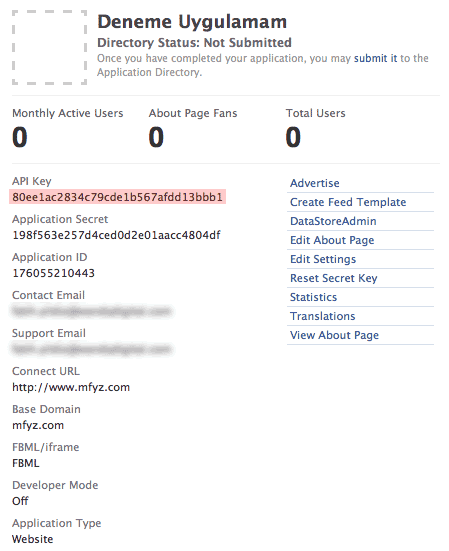 Deneme Uygulamam
Directory Status: Not Submitted
Once you have completed your application, you may submit it to the
Application Directory.
Monthly Active Users
0
About Page Fans
0
Total Users
0
API Key
80ee1ac2834c79cde1b567afdd13bbb1
Application Secret
198f563e257d4ced0d2e01aacc4804df
Application ID
176055210443
Contact Email
Support Email
Connect URL
http://www.mfyz.com
Base Domain
mfyz.com
FBML/iframe
FBML
Developer Mode
Off
Application Type
Website
Advertise
Create Feed Template
DataStoreAdmin
Edit About Page
Edit Settings
Reset Secret Key
Statistics
Translations
View About Page